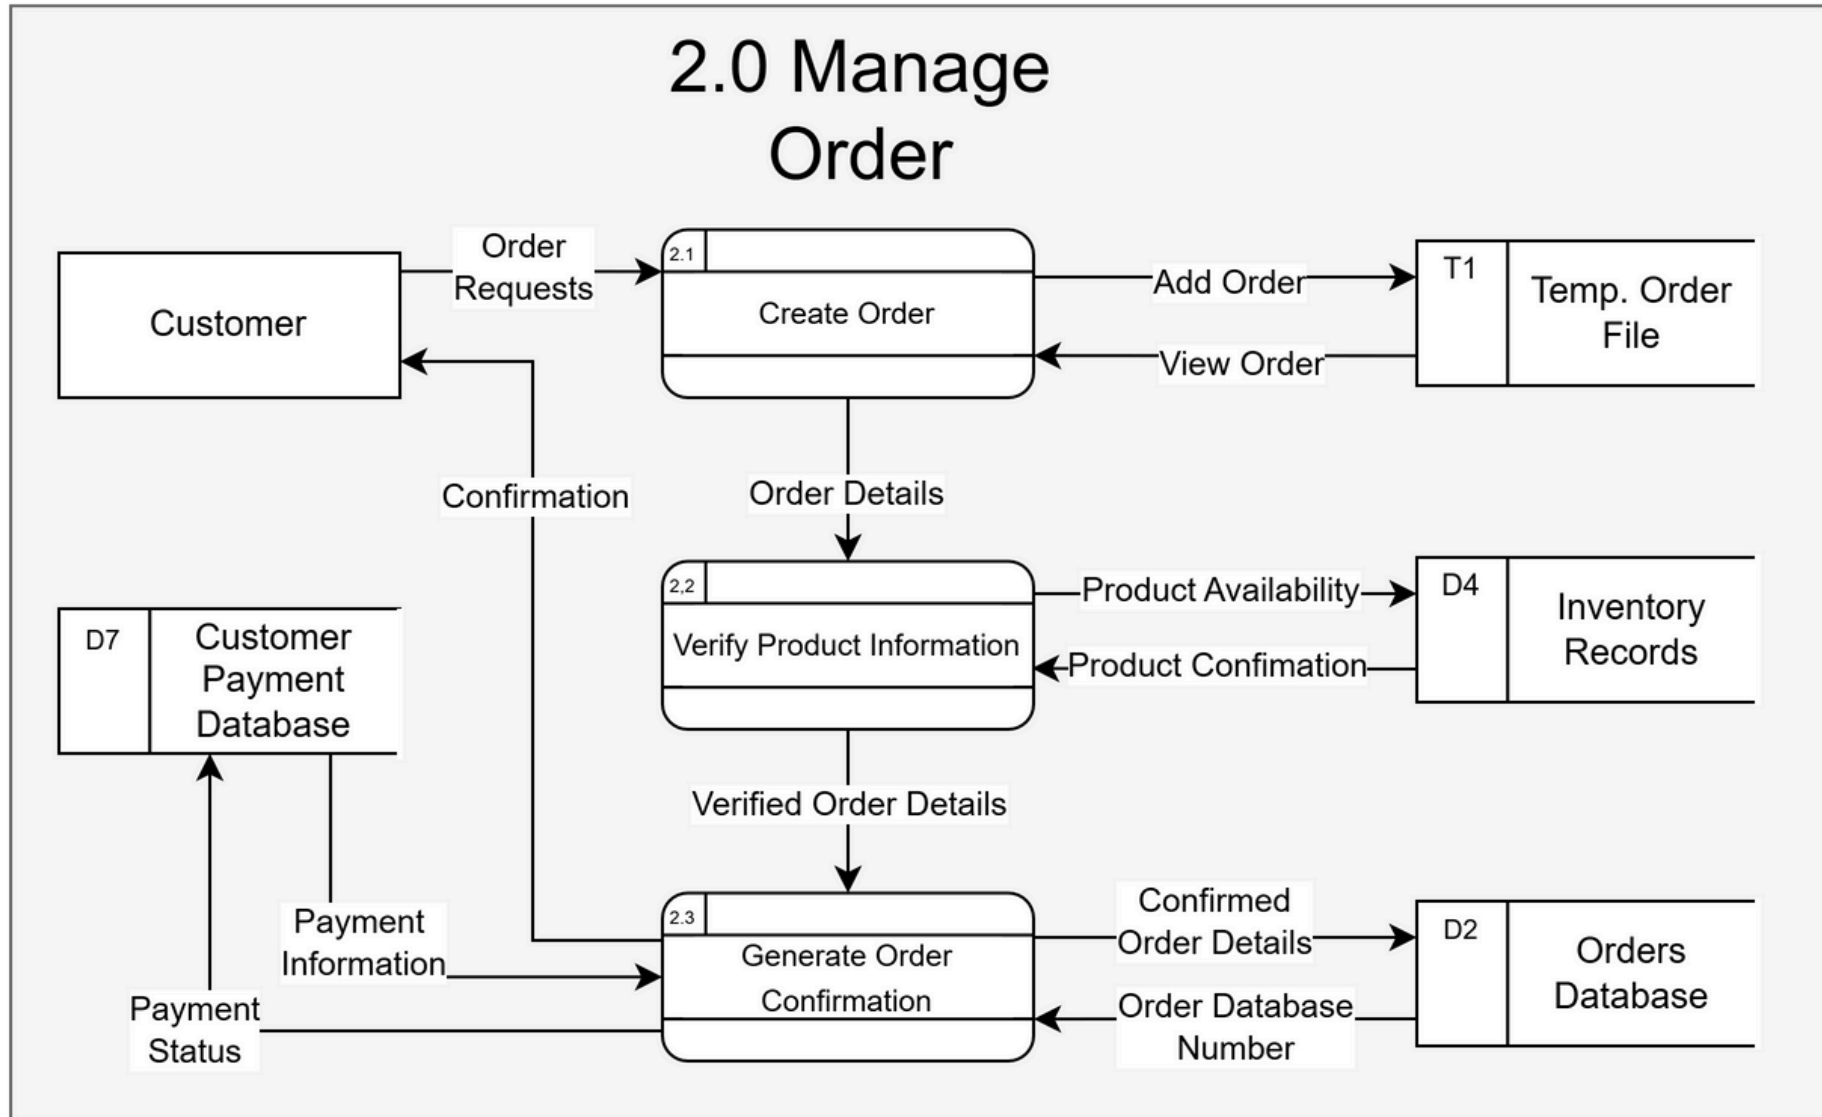 2.0 Manage
Order
Customer
Order
Requests
2.1
Create Order
Add Order
View Order
T1
Temp. Order
File
Confirmation
Order Details
2,2
Verify Product Information
Product Availability
Product Confimation
D4
Inventory
Records
D7
Customer
Payment
Database
Verified Order Details
Payment
Information
Payment
Status
2.3
Generate Order
Confirmation
Confirmed
Order Details
Order Database
Number
D2
Orders
Database